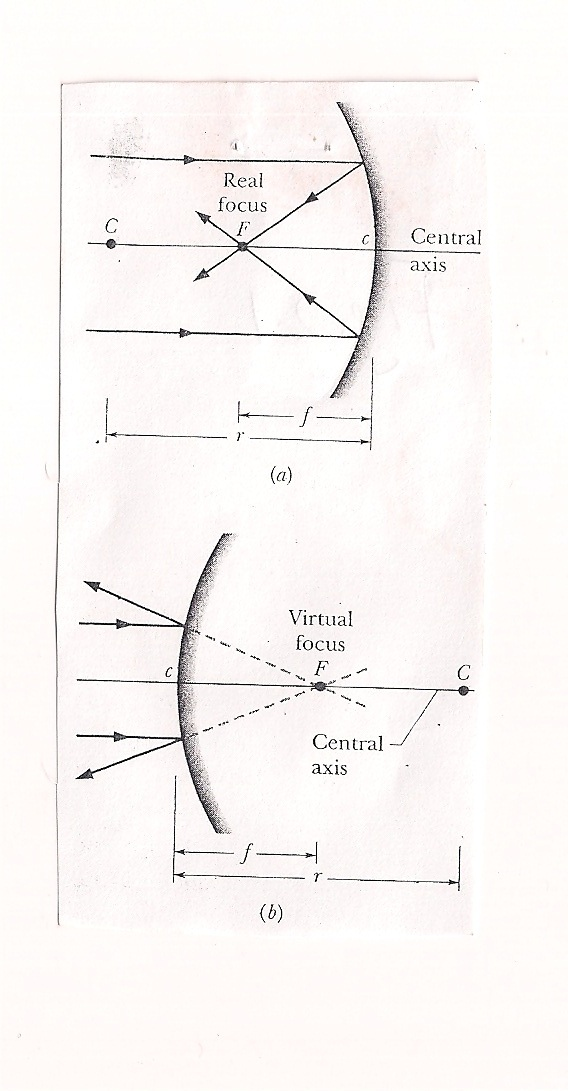 Real
focus
C
F
c
Central
axis
f
r
(a)
Virtual
focus
c
F
C
Central
axis
f
r
(b)